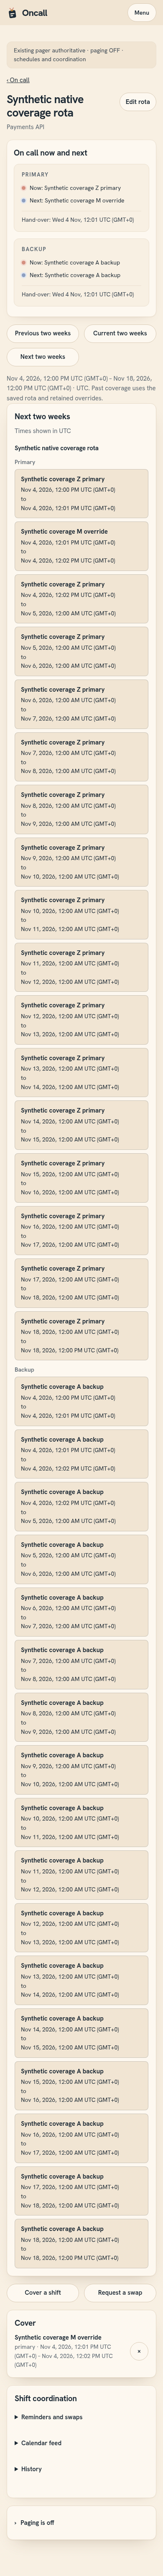 Oncall
Menu
Existing pager authoritative · paging OFF ·
schedules and coordination
‹ On call
Synthetic native
coverage rota
Edit rota
Payments API
On call now and next
PRIMARY
Now: Synthetic coverage Z primary
Next: Synthetic coverage M override
Hand-over: Wed 4 Nov, 12:01 UTC (GMT+0)
BACKUP
Now: Synthetic coverage A backup
Next: Synthetic coverage A backup
Hand-over: Wed 4 Nov, 12:01 UTC (GMT+0)
Previous two weeks
Current two weeks
Next two weeks
Nov 4, 2026, 12:00 PM UTC (GMT+0) – Nov 18, 2026,
12:00 PM UTC (GMT+0) · UTC. Past coverage uses the
saved rota and retained overrides.
Next two weeks
Times shown in UTC
Synthetic native coverage rota
Primary
Synthetic coverage Z primary
Nov 4, 2026, 12:00 PM UTC (GMT+0)
to
Nov 4, 2026, 12:01 PM UTC (GMT+0)
Synthetic coverage M override
Nov 4, 2026, 12:01 PM UTC (GMT+0)
to
Nov 4, 2026, 12:02 PM UTC (GMT+0)
Synthetic coverage Z primary
Nov 4, 2026, 12:02 PM UTC (GMT+0)
to
Nov 5, 2026, 12:00 AM UTC (GMT+0)
Synthetic coverage Z primary
Nov 5, 2026, 12:00 AM UTC (GMT+0)
to
Nov 6, 2026, 12:00 AM UTC (GMT+0)
Synthetic coverage Z primary
Nov 6, 2026, 12:00 AM UTC (GMT+0)
to
Nov 7, 2026, 12:00 AM UTC (GMT+0)
Synthetic coverage Z primary
Nov 7, 2026, 12:00 AM UTC (GMT+0)
to
Nov 8, 2026, 12:00 AM UTC (GMT+0)
Synthetic coverage Z primary
Nov 8, 2026, 12:00 AM UTC (GMT+0)
to
Nov 9, 2026, 12:00 AM UTC (GMT+0)
Synthetic coverage Z primary
Nov 9, 2026, 12:00 AM UTC (GMT+0)
to
Nov 10, 2026, 12:00 AM UTC (GMT+0)
Synthetic coverage Z primary
Nov 10, 2026, 12:00 AM UTC (GMT+0)
to
Nov 11, 2026, 12:00 AM UTC (GMT+0)
Synthetic coverage Z primary
Nov 11, 2026, 12:00 AM UTC (GMT+0)
to
Nov 12, 2026, 12:00 AM UTC (GMT+0)
Synthetic coverage Z primary
Nov 12, 2026, 12:00 AM UTC (GMT+0)
to
Nov 13, 2026, 12:00 AM UTC (GMT+0)
Synthetic coverage Z primary
Nov 13, 2026, 12:00 AM UTC (GMT+0)
to
Nov 14, 2026, 12:00 AM UTC (GMT+0)
Synthetic coverage Z primary
Nov 14, 2026, 12:00 AM UTC (GMT+0)
to
Nov 15, 2026, 12:00 AM UTC (GMT+0)
Synthetic coverage Z primary
Nov 15, 2026, 12:00 AM UTC (GMT+0)
to
Nov 16, 2026, 12:00 AM UTC (GMT+0)
Synthetic coverage Z primary
Nov 16, 2026, 12:00 AM UTC (GMT+0)
to
Nov 17, 2026, 12:00 AM UTC (GMT+0)
Synthetic coverage Z primary
Nov 17, 2026, 12:00 AM UTC (GMT+0)
to
Nov 18, 2026, 12:00 AM UTC (GMT+0)
Synthetic coverage Z primary
Nov 18, 2026, 12:00 AM UTC (GMT+0)
to
Nov 18, 2026, 12:00 PM UTC (GMT+0)
Backup
Synthetic coverage A backup
Nov 4, 2026, 12:00 PM UTC (GMT+0)
to
Nov 4, 2026, 12:01 PM UTC (GMT+0)
Synthetic coverage A backup
Nov 4, 2026, 12:01 PM UTC (GMT+0)
to
Nov 4, 2026, 12:02 PM UTC (GMT+0)
Synthetic coverage A backup
Nov 4, 2026, 12:02 PM UTC (GMT+0)
to
Nov 5, 2026, 12:00 AM UTC (GMT+0)
Synthetic coverage A backup
Nov 5, 2026, 12:00 AM UTC (GMT+0)
to
Nov 6, 2026, 12:00 AM UTC (GMT+0)
Synthetic coverage A backup
Nov 6, 2026, 12:00 AM UTC (GMT+0)
to
Nov 7, 2026, 12:00 AM UTC (GMT+0)
Synthetic coverage A backup
Nov 7, 2026, 12:00 AM UTC (GMT+0)
to
Nov 8, 2026, 12:00 AM UTC (GMT+0)
Synthetic coverage A backup
Nov 8, 2026, 12:00 AM UTC (GMT+0)
to
Nov 9, 2026, 12:00 AM UTC (GMT+0)
Synthetic coverage A backup
Nov 9, 2026, 12:00 AM UTC (GMT+0)
to
Nov 10, 2026, 12:00 AM UTC (GMT+0)
Synthetic coverage A backup
Nov 10, 2026, 12:00 AM UTC (GMT+0)
to
Nov 11, 2026, 12:00 AM UTC (GMT+0)
Synthetic coverage A backup
Nov 11, 2026, 12:00 AM UTC (GMT+0)
to
Nov 12, 2026, 12:00 AM UTC (GMT+0)
Synthetic coverage A backup
Nov 12, 2026, 12:00 AM UTC (GMT+0)
to
Nov 13, 2026, 12:00 AM UTC (GMT+0)
Synthetic coverage A backup
Nov 13, 2026, 12:00 AM UTC (GMT+0)
to
Nov 14, 2026, 12:00 AM UTC (GMT+0)
Synthetic coverage A backup
Nov 14, 2026, 12:00 AM UTC (GMT+0)
to
Nov 15, 2026, 12:00 AM UTC (GMT+0)
Synthetic coverage A backup
Nov 15, 2026, 12:00 AM UTC (GMT+0)
to
Nov 16, 2026, 12:00 AM UTC (GMT+0)
Synthetic coverage A backup
Nov 16, 2026, 12:00 AM UTC (GMT+0)
to
Nov 17, 2026, 12:00 AM UTC (GMT+0)
Synthetic coverage A backup
Nov 17, 2026, 12:00 AM UTC (GMT+0)
to
Nov 18, 2026, 12:00 AM UTC (GMT+0)
Synthetic coverage A backup
Nov 18, 2026, 12:00 AM UTC (GMT+0)
to
Nov 18, 2026, 12:00 PM UTC (GMT+0)
Cover a shift
Request a swap
Cover
Synthetic coverage M override
primary · Nov 4, 2026, 12:01 PM UTC
(GMT+0) – Nov 4, 2026, 12:02 PM UTC
(GMT+0)
×
Shift coordination
Reminders and swaps
Calendar feed
History
Paging is off